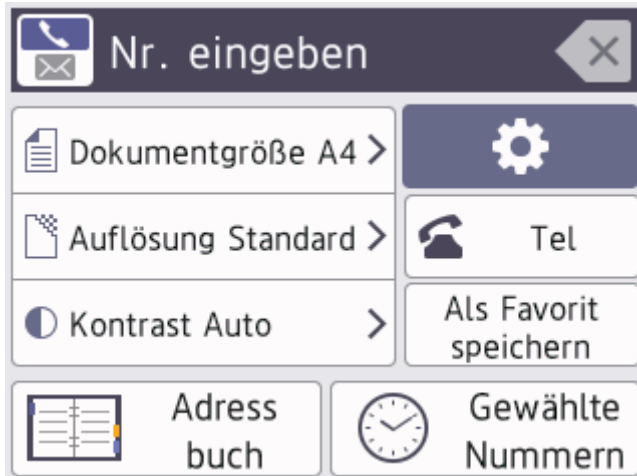 Nr. eingeben
Dokumentgröße A4
Auflösung Standard
Tel
Kontrast Auto
Als Favorit
speichern
Adress
buch
Gewählte
Nummern